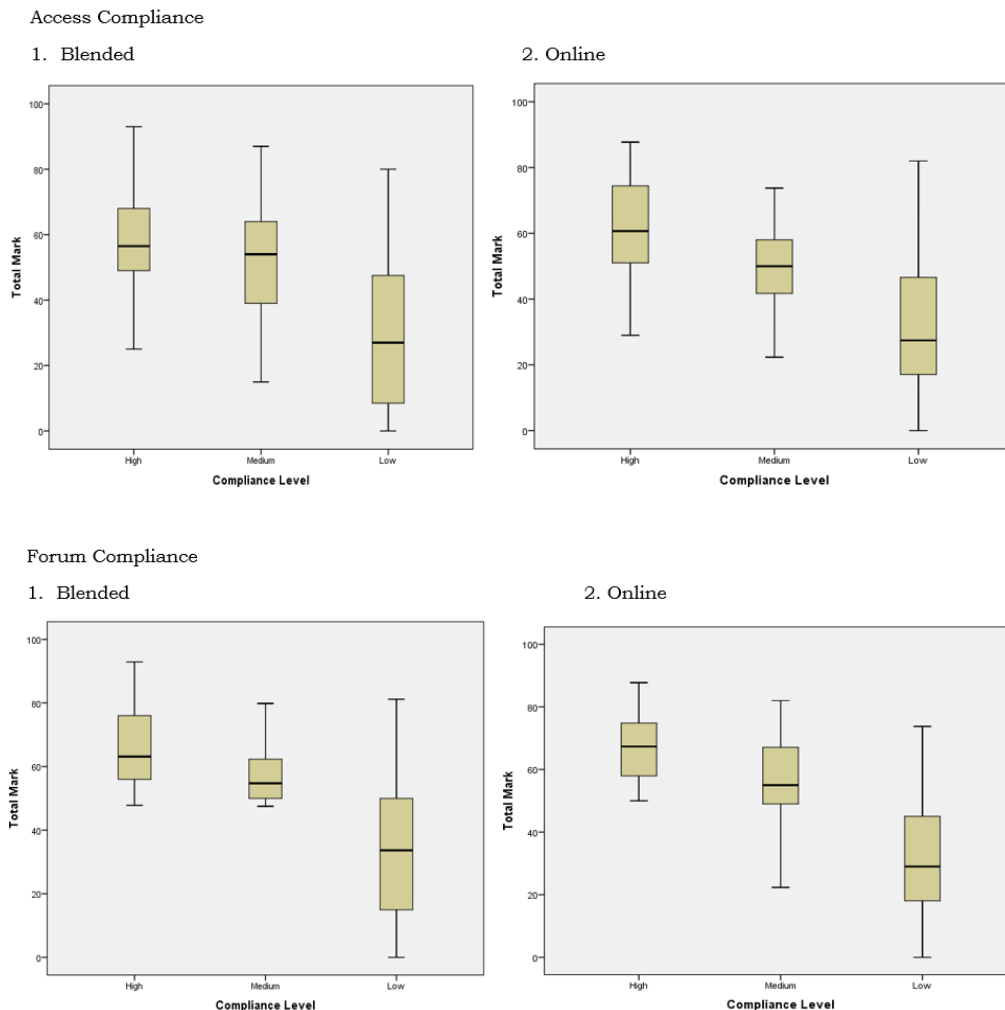 Access Compliance
1. Blended
2. Online
100
80
60
40
20
0
Total Mark
High Medium Low
Compliance Level
100
80
60
40
20
0
Total Mark
High Medium Low
Compliance Level
Forum Compliance
1. Blended
2. Online
100
80
60
40
20
0
Total Mark
High Medium Low
Compliance Level
100
80
60
40
20
0
Total Mark
High Medium Low
Compliance Level